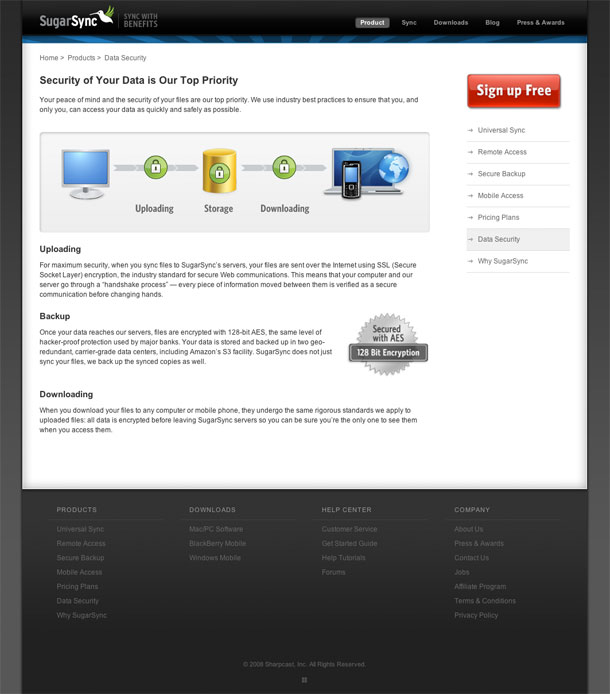 SugarSync
SYNC WITH
BENEFITS
Product Sync Downloads Blog Press & Awards
Home > Products > Data Security
Security of Your Data is Our Top Priority
Your peace of mind and the security of your files are our top priority. We use industry best practices to ensure that you, and
only you, can access your data as quickly and safely as possible.
Uploading Storage Downloading
Uploading
For maximum security, when you sync files to SugarSync's servers, your files are sent over the Internet using SSL (Secure
Socket Layer) encryption, the industry standard for secure Web communications. This means that your computer and our
server go through a “handshake process” — every piece of information moved between them is verified as a secure
communication before changing hands.
Backup
Once your data reaches our servers, files are encrypted with 128-bit AES, the same level of
hacker-proof protection used by major banks. Your data is stored and backed up in two geo-
redundant, carrier-grade data centers, including Amazon's S3 facility. SugarSync does not just
sync your files, we back up the synced copies as well.
Secured
with AES
128 Bit Encryption
Downloading
When you download your files to any computer or mobile phone, they undergo the same rigorous standards we apply to
uploaded files: all data is encrypted before leaving SugarSync servers so you can be sure you're the only one to see them
when you access them.
Sign up Free
Universal Sync
Remote Access
Secure Backup
Mobile Access
Pricing Plans
Data Security
Why SugarSync
PRODUCTS
Universal Sync
Remote Access
Secure Backup
Mobile Access
Pricing Plans
Data Security
Why SugarSync
DOWNLOADS
Mac/PC Software
BlackBerry Mobile
Windows Mobile
HELP CENTER
Customer Service
Get Started Guide
Help Tutorials
Forums
COMPANY
About Us
Press & Awards
Contact Us
Jobs
Affiliate Program
Terms & Conditions
Privacy Policy
© 2008 Sharpcast, Inc. All Rights Reserved.